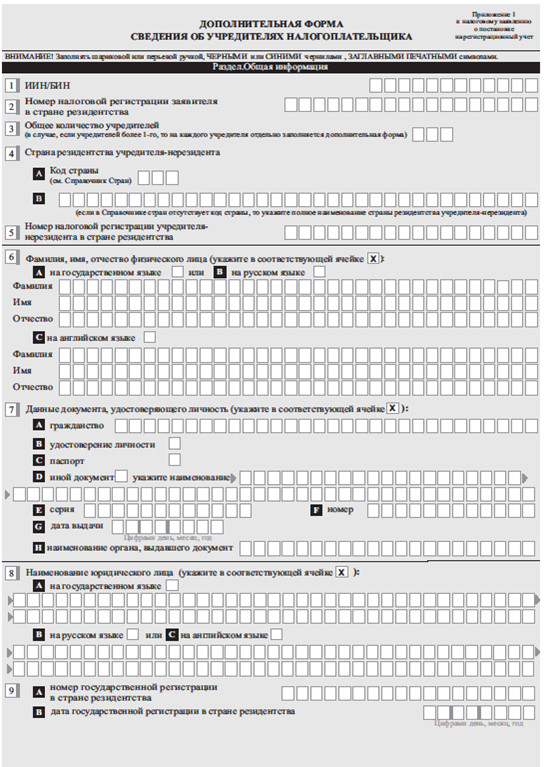 Приложение 1
к налоговому заявлению
о постановке
на регистрационный учет
ДОПОЛНИТЕЛЬНАЯ ФОРМА
СВЕДЕНИЯ ОБ УЧРЕДИТЕЛЯХ НАЛОГОПЛАТЕЛЬЩИКА
ВНИМАНИЕ! Заполнять шариковой или перьевой ручкой, ЧЕРНЫМИ или СИНИМИ чернилами , ЗАГЛАВНЫМИ ПЕЧАТНЫМИ символами.
Раздел.Общая информация
1 ИИН/БИН
2 Номер налоговой регистрации заявителя
в стране резидентства
3 Общее количество учредителей
(в случае, если учредителей более 1-го, то на каждого учредителя отдельно заполняется дополнительная форма)
4 Страна резидентства учредителя-нерезидента
A Код страны
(см. Справочник Стран)
B
(если в Справочнике стран отсутствует код страны, то укажите полное наименование страны резидентства учредителя-нерезидента)
5 Номер налоговой регистрации учредителя-
нерезидента в стране резидентства
6 Фамилия, имя, отчество физического лица (укажите в соответствующей ячейке X ):
A на государственном языке или B на русском языке
Фамилия
Имя
Отчество
C на английском языке
Фамилия
Имя
Отчество
7 Данные документа, удостоверяющего личность (укажите в соответствующей ячейке X ):
A гражданство
B удостоверение личности
C паспорт
D иной документ укажите наименование
E серия F номер
G дата выдачи
Цифрами день, месяц, год
H наименование органа, выдавшего документ
8 Наименование юридического лица (укажите в соответствующей ячейке X ):
A на государственном языке
B на русском языке или C на английском языке
9 A номер государственной регистрации
в стране резидентства
B дата государственной регистрации в стране резидентства
Цифрами день, месяц, год